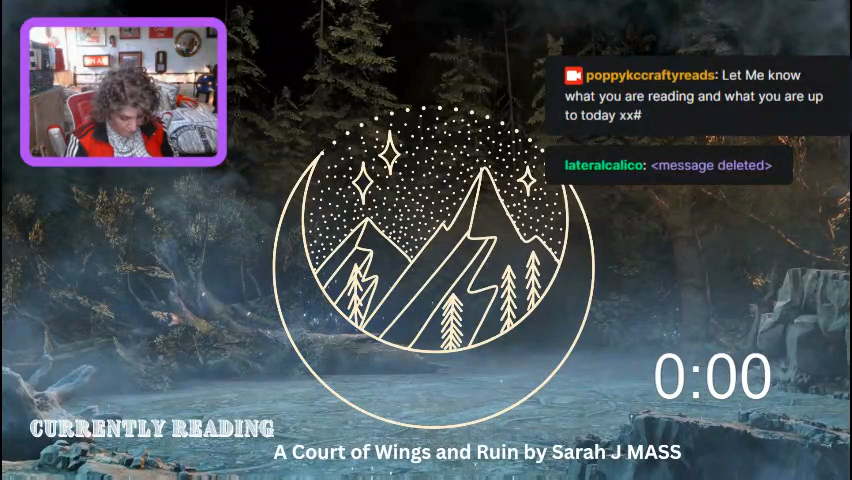 poppykccraftyreads: Let Me know
what you are reading and what you are up
to today xx#
lateralcalico: <message deleted>
0:00
CURRENTLY READING
A Court of Wings and Ruin by Sarah J MASS